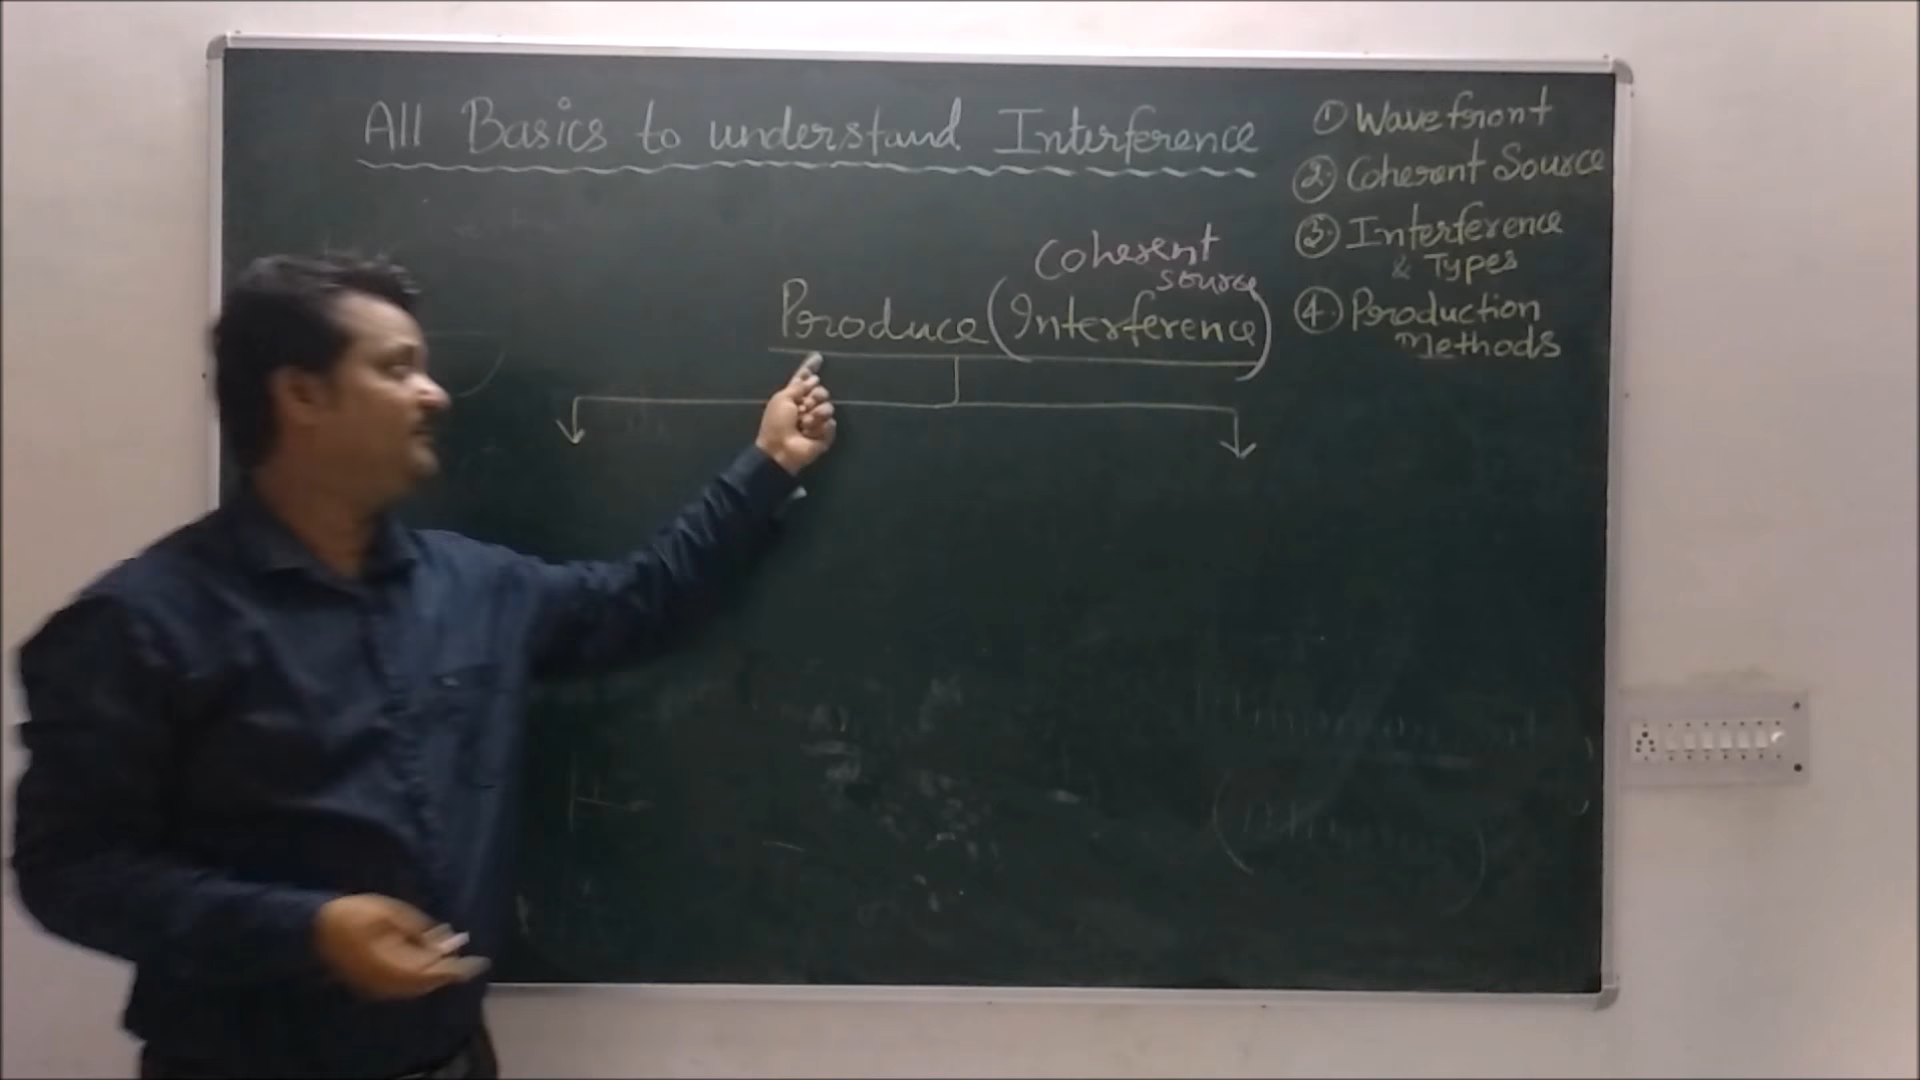 All Basics to understand Interference
① Wavefront
② Coherent Source
③ Interference
& Types
④ Production
Methods
Coherent
source
Produce (Interference)